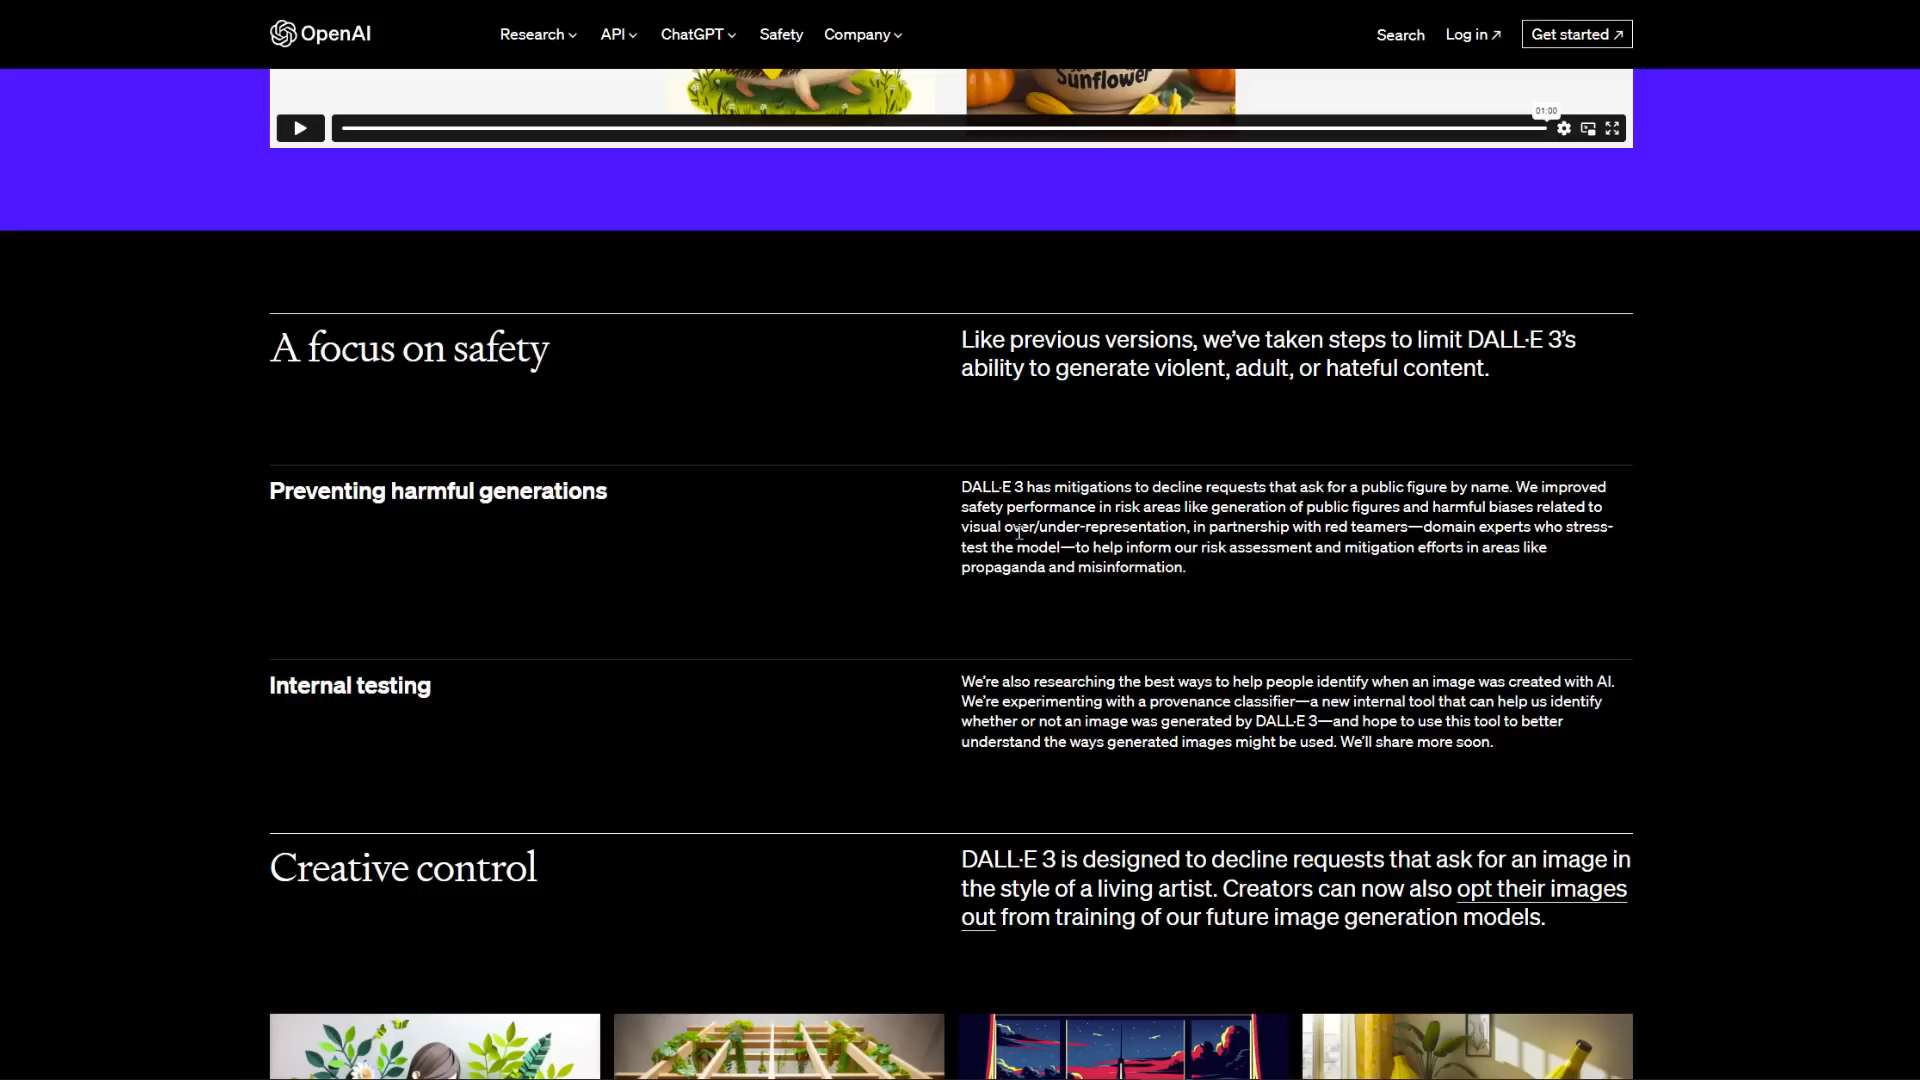 OpenAI Research API ChatGPT Safety Company Search Log in ↗ Get started ↗
Sunflower
01:00
A focus on safety
Like previous versions, we’ve taken steps to limit DALL·E 3’s
ability to generate violent, adult, or hateful content.
Preventing harmful generations
DALL·E 3 has mitigations to decline requests that ask for a public figure by name. We improved
safety performance in risk areas like generation of public figures and harmful biases related to
visual over/under-representation, in partnership with red teamers—domain experts who stress-
test the model—to help inform our risk assessment and mitigation efforts in areas like
propaganda and misinformation.
Internal testing
We’re also researching the best ways to help people identify when an image was created with AI.
We’re experimenting with a provenance classifier—a new internal tool that can help us identify
whether or not an image was generated by DALL·E 3—and hope to use this tool to better
understand the ways generated images might be used. We’ll share more soon.
Creative control
DALL·E 3 is designed to decline requests that ask for an image in
the style of a living artist. Creators can now also opt their images
out from training of our future image generation models.